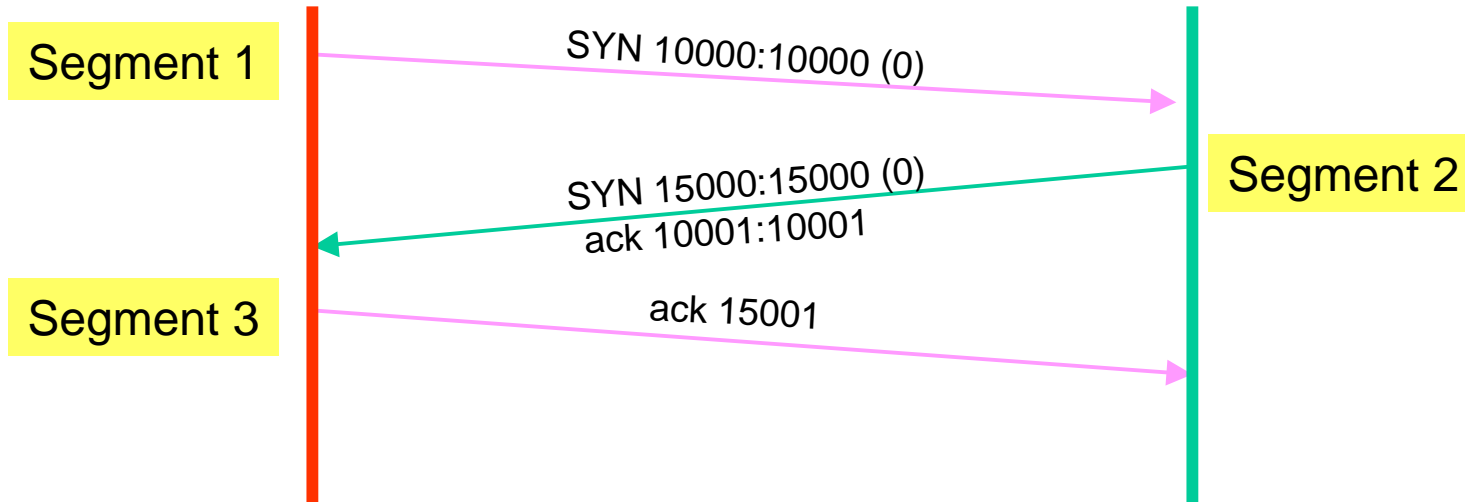 Segment 1
SYN 10000:10000 (0)
SYN 15000:15000 (0)
ack 10001:10001
Segment 2
Segment 3
ack 15001